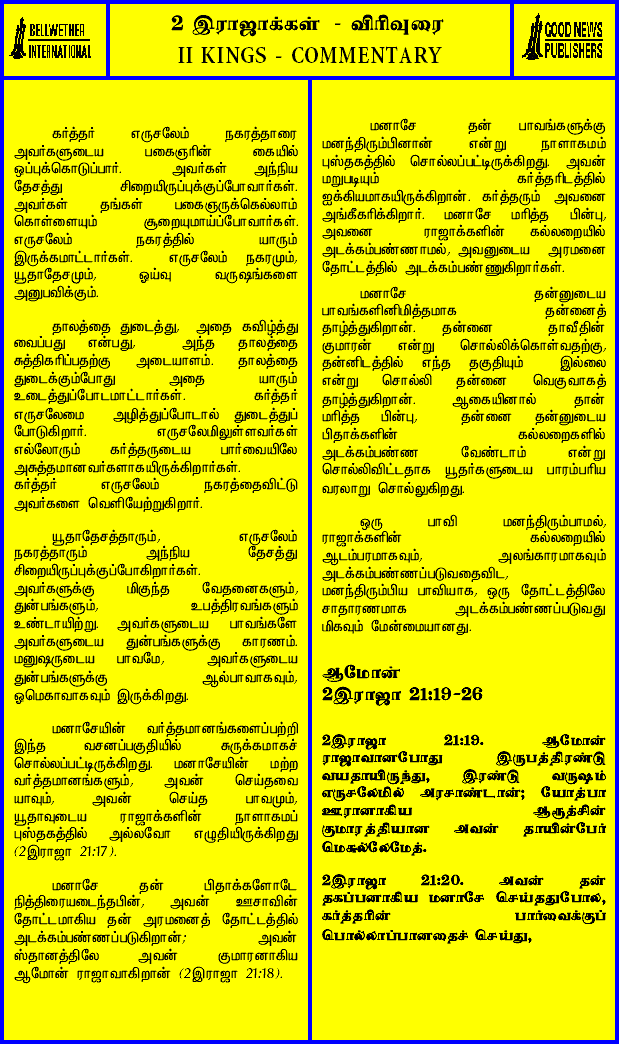 BELLWETHER
INTERNATIONAL
2 இராஜாக்கள் - விரிவுரை
II KINGS - COMMENTARY
GOOD NEWS
PUBLISHERS
கர்த்தர் எருசலேம் நகரத்தாரை
அவர்களுடைய பகைஞரின் கையில்
ஒப்புக்கொடுப்பார். அவர்கள் அந்நிய
தேசத்து சிறையிருப்புக்குப்போவார்கள்.
அவர்கள் தங்கள் பகைஞருக்கெல்லாம்
கொள்ளையும் சூறையுமாய்ப்போவார்கள்.
எருசலேம் நகரத்தில் யாரும்
இருக்கமாட்டார்கள். எருசலேம் நகரமும்,
யூதாதேசமும், ஓய்வு வருஷங்களை
அனுபவிக்கும்.
தாலத்தை துடைத்து, அதை கவிழ்த்து
வைப்பது என்பது, அந்த தாலத்தை
சுத்திகரிப்பதற்கு அடையாளம். தாலத்தை
துடைக்கும்போது அதை யாரும்
உடைத்துப்போடமாட்டார்கள். கர்த்தர்
எருசலேமை அழித்துப்போடாமல் துடைத்துப்
போடுகிறார். எருசலேமிலுள்ளவர்கள்
எல்லோரும் கர்த்தருடைய பார்வையிலே
அசுத்தமானவர்களாகயிருக்கிறார்கள்.
கர்த்தர் எருசலேம் நகரத்தைவிட்டு
அவர்களை வெளியேற்றுகிறார்.
யூதாதேசத்தாரும், எருசலேம்
நகரத்தாரும் அந்நிய தேசத்து
சிறையிருப்புக்குப்போகிறார்கள்.
அவர்களுக்கு மிகுந்த வேதனைகளும்,
துன்பங்களும், உபத்திரவங்களும்
உண்டாயிற்று. அவர்களுடைய பாவங்களே
அவர்களுடைய துன்பங்களுக்கு காரணம்.
மனுஷருடைய பாவமே, அவர்களுடைய
துன்பங்களுக்கு ஆல்பாவாகவும்,
ஓமெகாவாகவும் இருக்கிறது.
மனாசேயின் வர்த்தமானங்களைப்பற்றி
இந்த வசனப்பகுதியில் சுருக்கமாகச்
சொல்லப்பட்டிருக்கிறது. மனாசேயின் மற்ற
வர்த்தமானங்களும், அவன் செய்தவை
யாவும், அவன் செய்த பாவமும்,
யூதாவுடைய ராஜாக்களின் நாளாகமப்
புஸ்தகத்தில் அல்லவோ எழுதியிருக்கிறது
(2இராஜா 21:17).
மனாசே தன் பிதாக்களோடே
நித்திரையடைந்தபின், அவன் ஊசாவின்
தோட்டமாகிய தன் அரமனைத் தோட்டத்தில்
அடக்கம்பண்ணப்படுகிறான்; அவன்
ஸ்தானத்திலே அவன் குமாரனாகிய
ஆமோன் ராஜாவாகிறான் (2இராஜா 21:18).
மனாசே தன் பாவங்களுக்கு
மனந்திரும்பினான் என்று நாளாகமம்
புஸ்தகத்தில் சொல்லப்பட்டிருக்கிறது. அவன்
மறுபடியும் கர்த்தரிடத்தில்
ஐக்கியமாகயிருக்கிறான். கர்த்தரும் அவனை
அங்கீகரிக்கிறார். மனாசே மரித்த பின்பு,
அவனை ராஜாக்களின் கல்லறையில்
அடக்கம்பண்ணாமல், அவனுடைய அரமனை
தோட்டத்தில் அடக்கம்பண்ணுகிறார்கள்.
மனாசே தன்னுடைய
பாவங்களினிமித்தமாக தன்னைத்
தாழ்த்துகிறான். தன்னை தாவீதின்
குமாரன் என்று சொல்லிக்கொள்வதற்கு,
தன்னிடத்தில் எந்த தகுதியும் இல்லை
என்று சொல்லி தன்னை வெகுவாகத்
தாழ்த்துகிறான். ஆகையினால் தான்
மரித்த பின்பு, தன்னை தன்னுடைய
பிதாக்களின் கல்லறைகளில்
அடக்கம்பண்ண வேண்டாம் என்று
சொல்லிவிட்டதாக யூதர்களுடைய பாரம்பரிய
வரலாறு சொல்லுகிறது.
ஒரு பாவி மனந்திரும்பாமல்,
ராஜாக்களின் கல்லறையில்
ஆடம்பரமாகவும், அலங்காரமாகவும்
அடக்கம்பண்ணப்படுவதைவிட,
மனந்திரும்பிய பாவியாக, ஒரு தோட்டத்திலே
சாதாரணமாக அடக்கம்பண்ணப்படுவது
மிகவும் மேன்மையானது.
ஆமோன்
2இராஜா 21:19-26
2இராஜா 21:19. ஆமோன்
ராஜாவானபோது இருபத்திரண்டு
வயதாயிருந்து, இரண்டு வருஷம்
எருசலேமில் அரசாண்டான்; யோத்பா
ஊரானாகிய ஆரூத்சின்
குமாரத்தியான அவன் தாயின்பேர்
மெசுல்லேமேத்.
2இராஜா 21:20. அவன் தன்
தகப்பனாகிய மனாசே செய்ததுபோல,
கர்த்தரின் பார்வைக்குப்
பொல்லாப்பானதைச் செய்து,